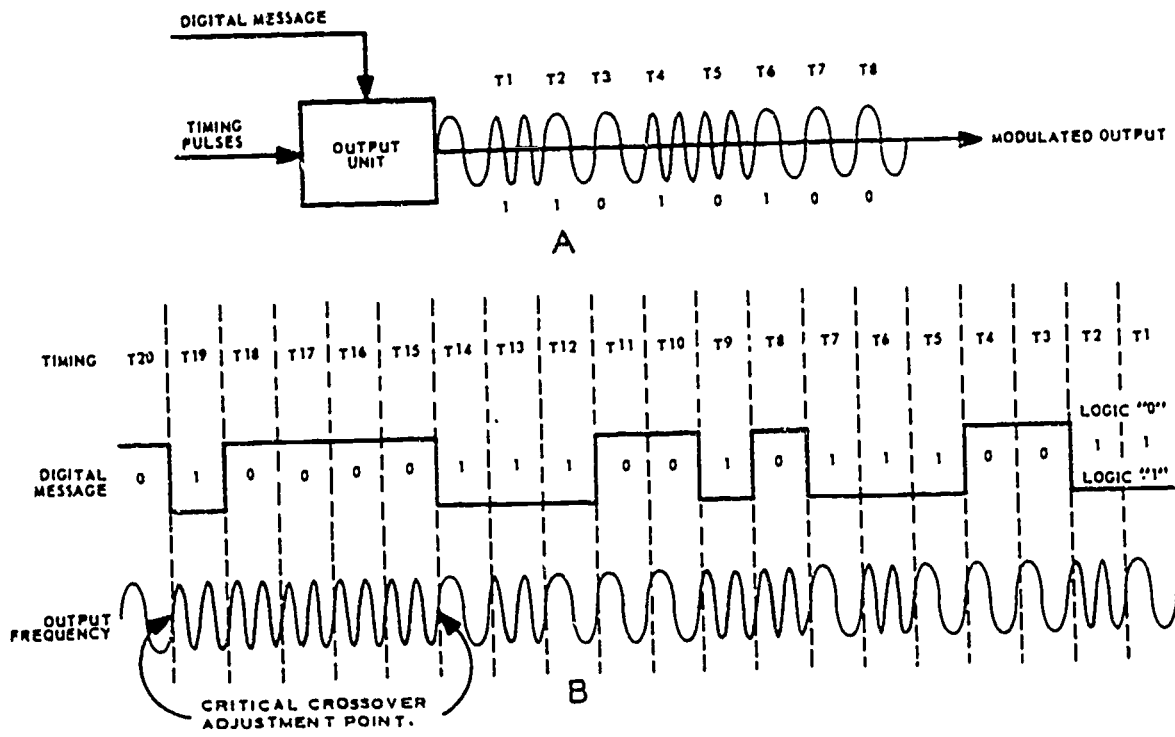 DIGITAL MESSAGE
T1 T2 T3 T4 T5 T6 T7 T8
TIMING
PULSES
OUTPUT
UNIT
MODULATED OUTPUT
1 1 0 1 0 1 0 0
A
TIMING T20 T19 T18 T17 T16 T15 T14 T13 T12 T11 T10 T9 T8 T7 T6 T5 T4 T3 T2 T1
LOGIC "0"
DIGITAL
MESSAGE
0 1 0 0 0 0 1 1 1 0 0 1 0 1 1 1 0 0 1 1
LOGIC "1"
OUTPUT
FREQUENCY
CRITICAL CROSSOVER
ADJUSTMENT POINT.
B